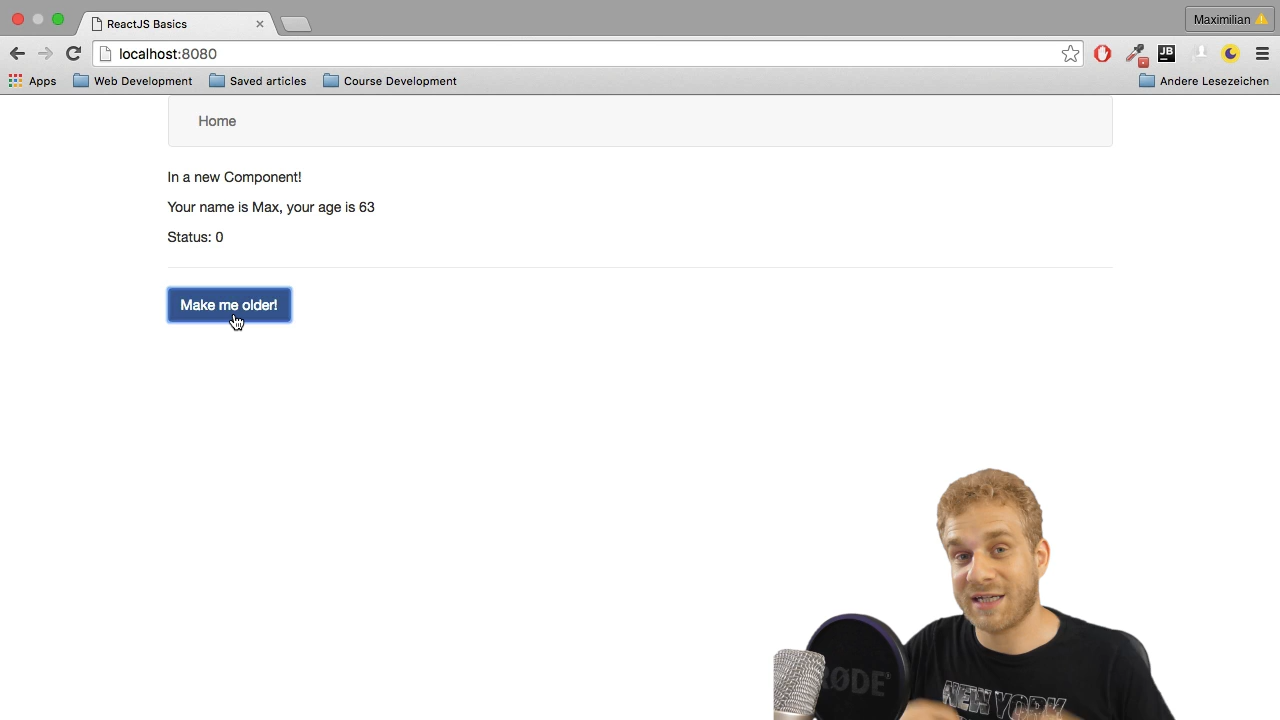 ReactJS Basics
Maximilian
localhost:8080
JB
Apps
Web Development
Saved articles
Course Development
Andere Lesezeichen
Home
In a new Component!
Your name is Max, your age is 63
Status: 0
Make me older!
RØDE
NEW YORK